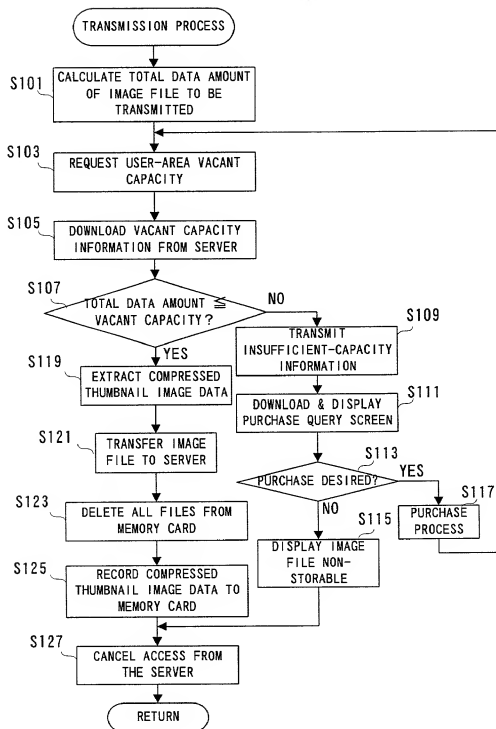 TRANSMISSION PROCESS
S101
CALCULATE TOTAL DATA AMOUNT
OF IMAGE FILE TO BE
TRANSMITTED
S103
REQUEST USER-AREA VACANT
CAPACITY
S105
DOWNLOAD VACANT CAPACITY
INFORMATION FROM SERVER
S107
TOTAL DATA AMOUNT ≦
VACANT CAPACITY?
NO
YES
S109
TRANSMIT
INSUFFICIENT-CAPACITY
INFORMATION
S119
EXTRACT COMPRESSED
THUMBNAIL IMAGE DATA
S111
DOWNLOAD & DISPLAY
PURCHASE QUERY SCREEN
S121
TRANSFER IMAGE
FILE TO SERVER
S113
PURCHASE DESIRED?
YES
NO
S117
PURCHASE
PROCESS
S123
DELETE ALL FILES FROM
MEMORY CARD
S115
DISPLAY IMAGE
FILE NON-
STORABLE
S125
RECORD COMPRESSED
THUMBNAIL IMAGE DATA TO
MEMORY CARD
S127
CANCEL ACCESS FROM
THE SERVER
RETURN